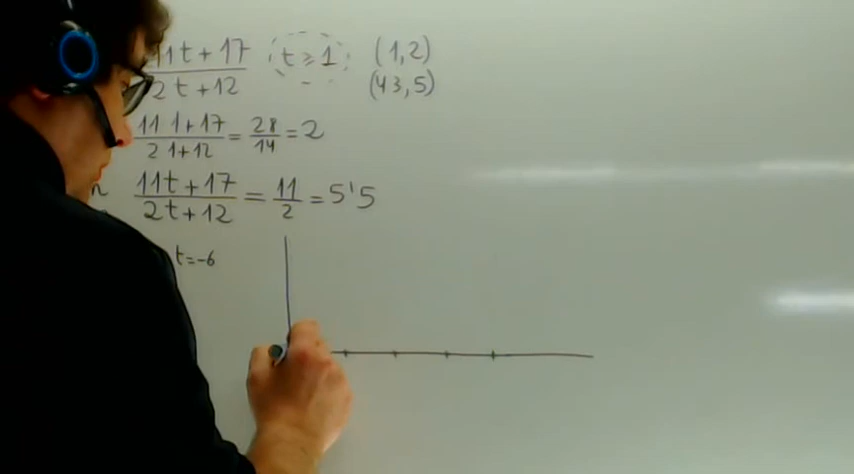 11t+17 / 2t+12 t ≥ 1 (1,2)
(43,5)
11 1+17 / 2 1+12 = 28/14 = 2
11t+17 / 2t+12 = 11/2 = 5'5
t=-6